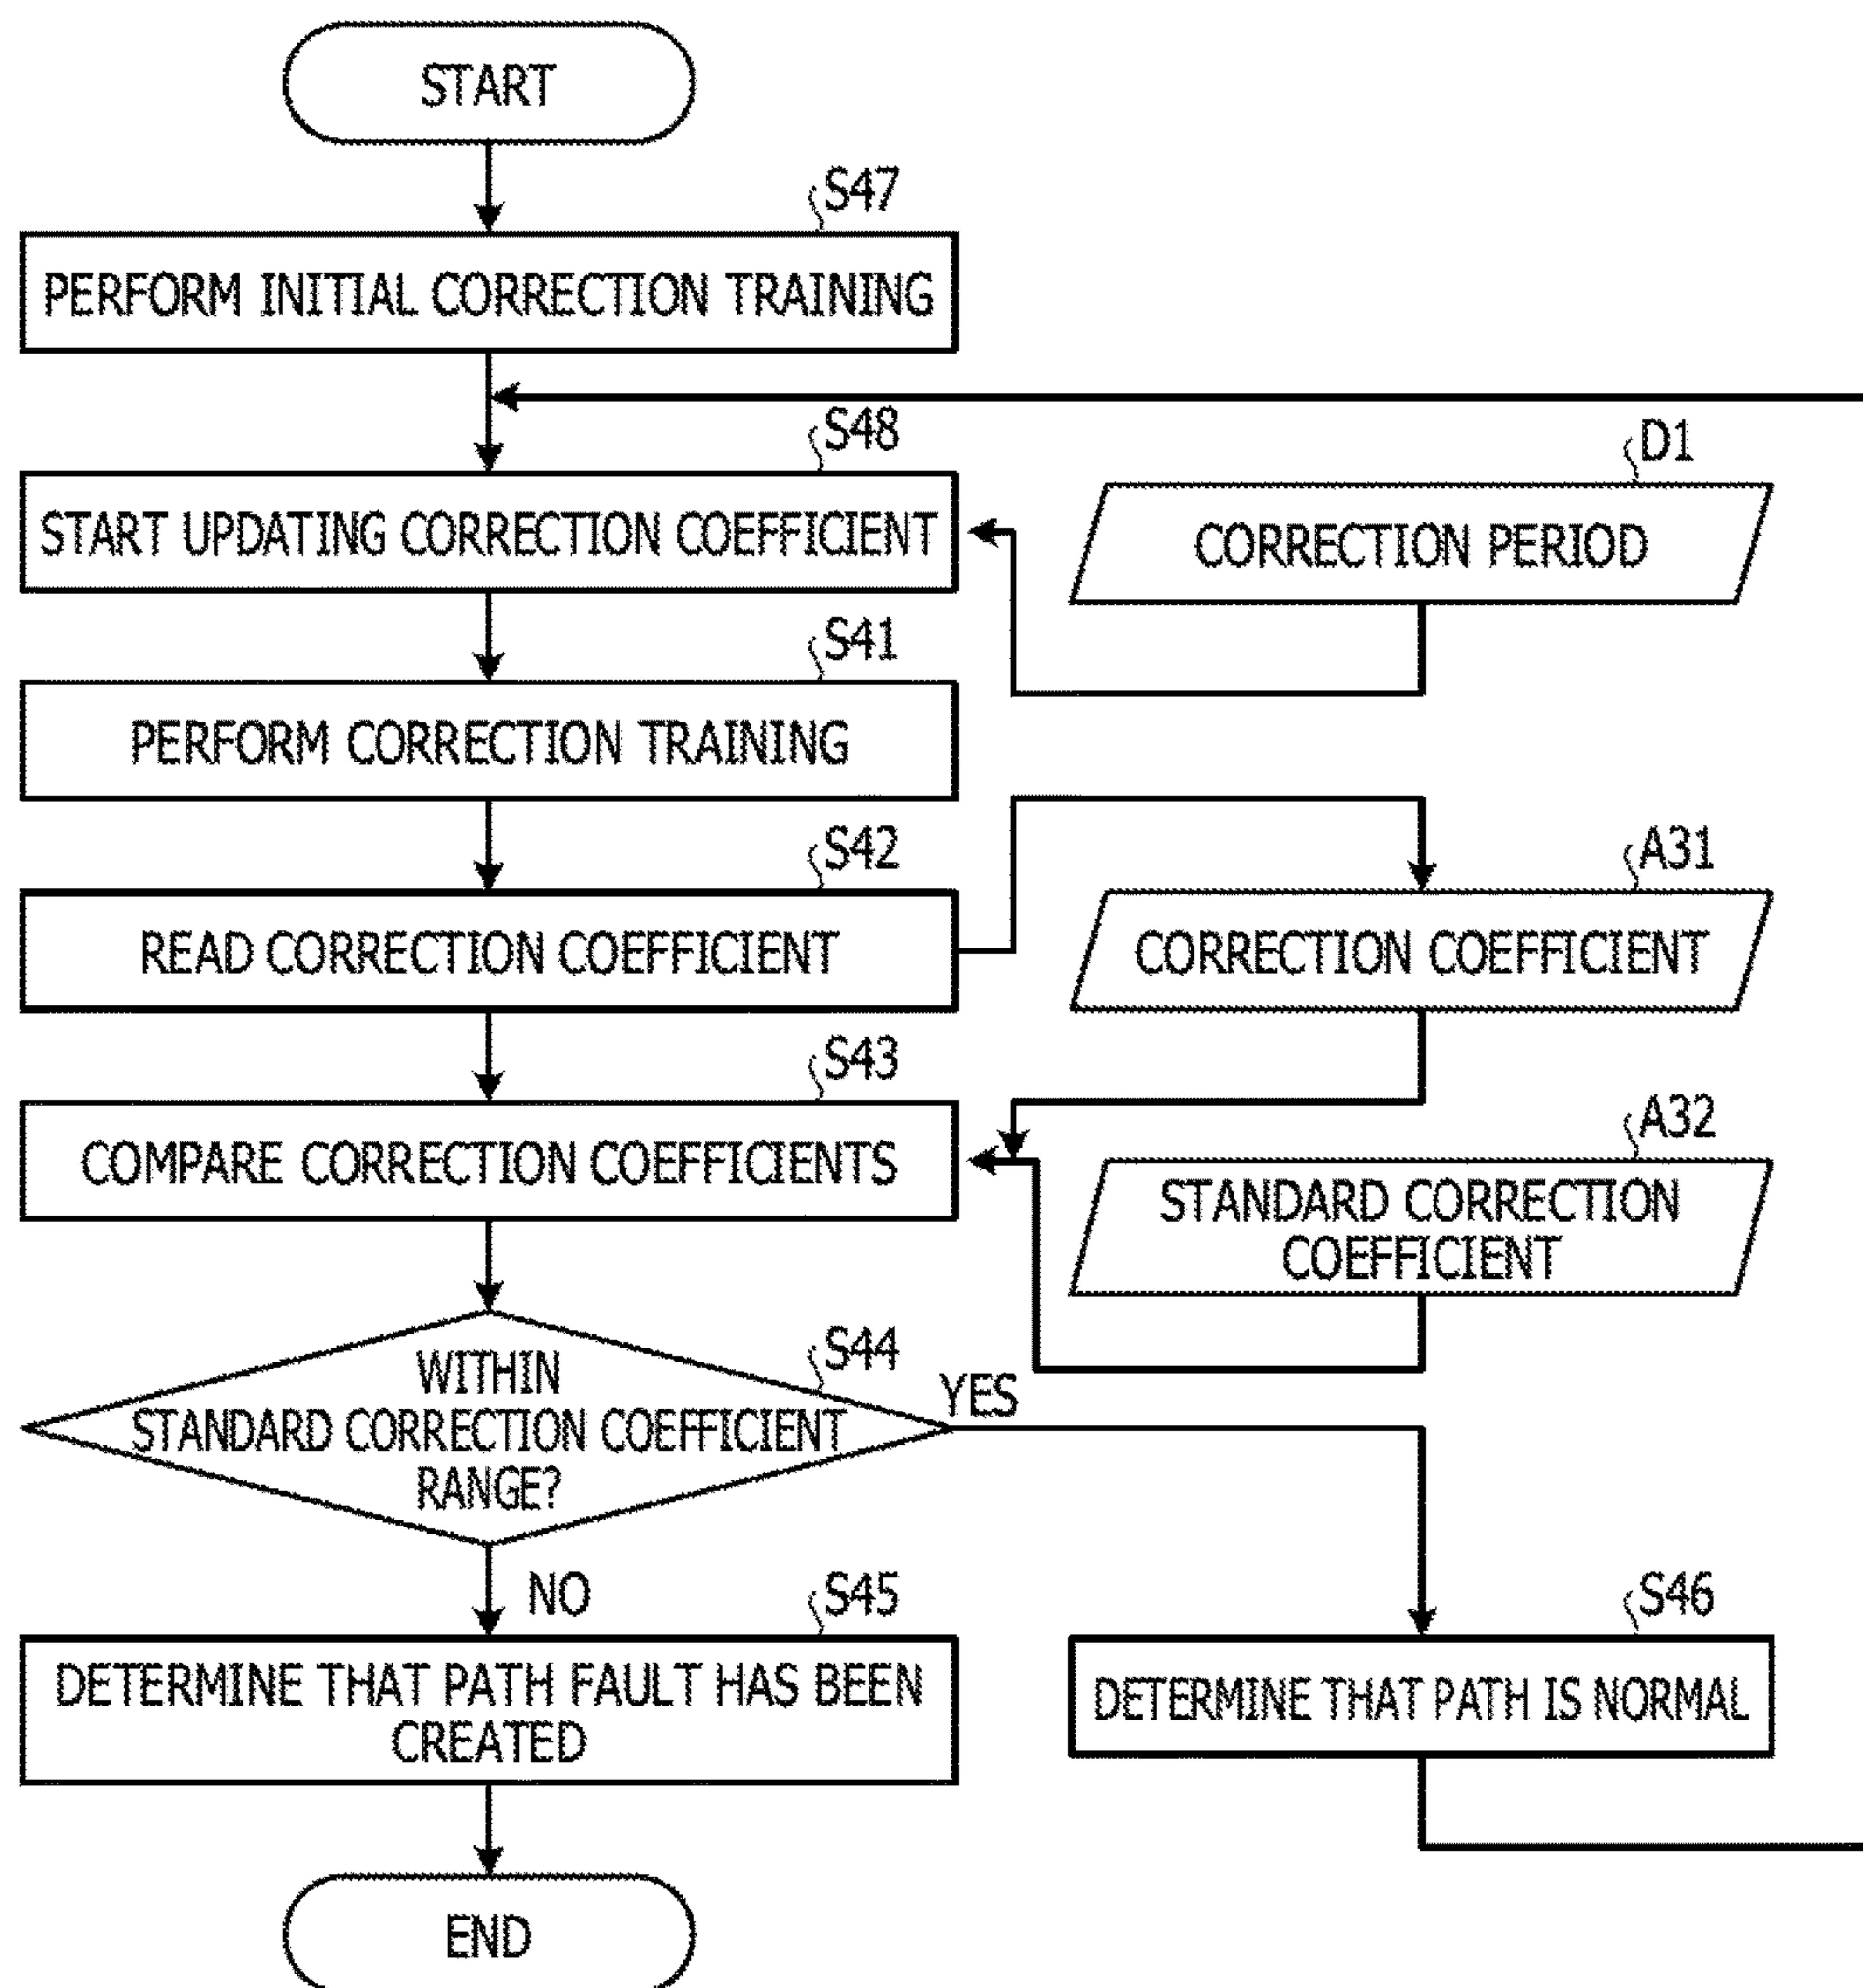 START
S47
PERFORM INITIAL CORRECTION TRAINING
S48
START UPDATING CORRECTION COEFFICIENT
D1
CORRECTION PERIOD
S41
PERFORM CORRECTION TRAINING
S42
READ CORRECTION COEFFICIENT
A31
CORRECTION COEFFICIENT
S43
COMPARE CORRECTION COEFFICIENTS
A32
STANDARD CORRECTION
COEFFICIENT
S44
WITHIN
STANDARD CORRECTION COEFFICIENT
RANGE?
YES
NO
S45
DETERMINE THAT PATH FAULT HAS BEEN
CREATED
S46
DETERMINE THAT PATH IS NORMAL
END